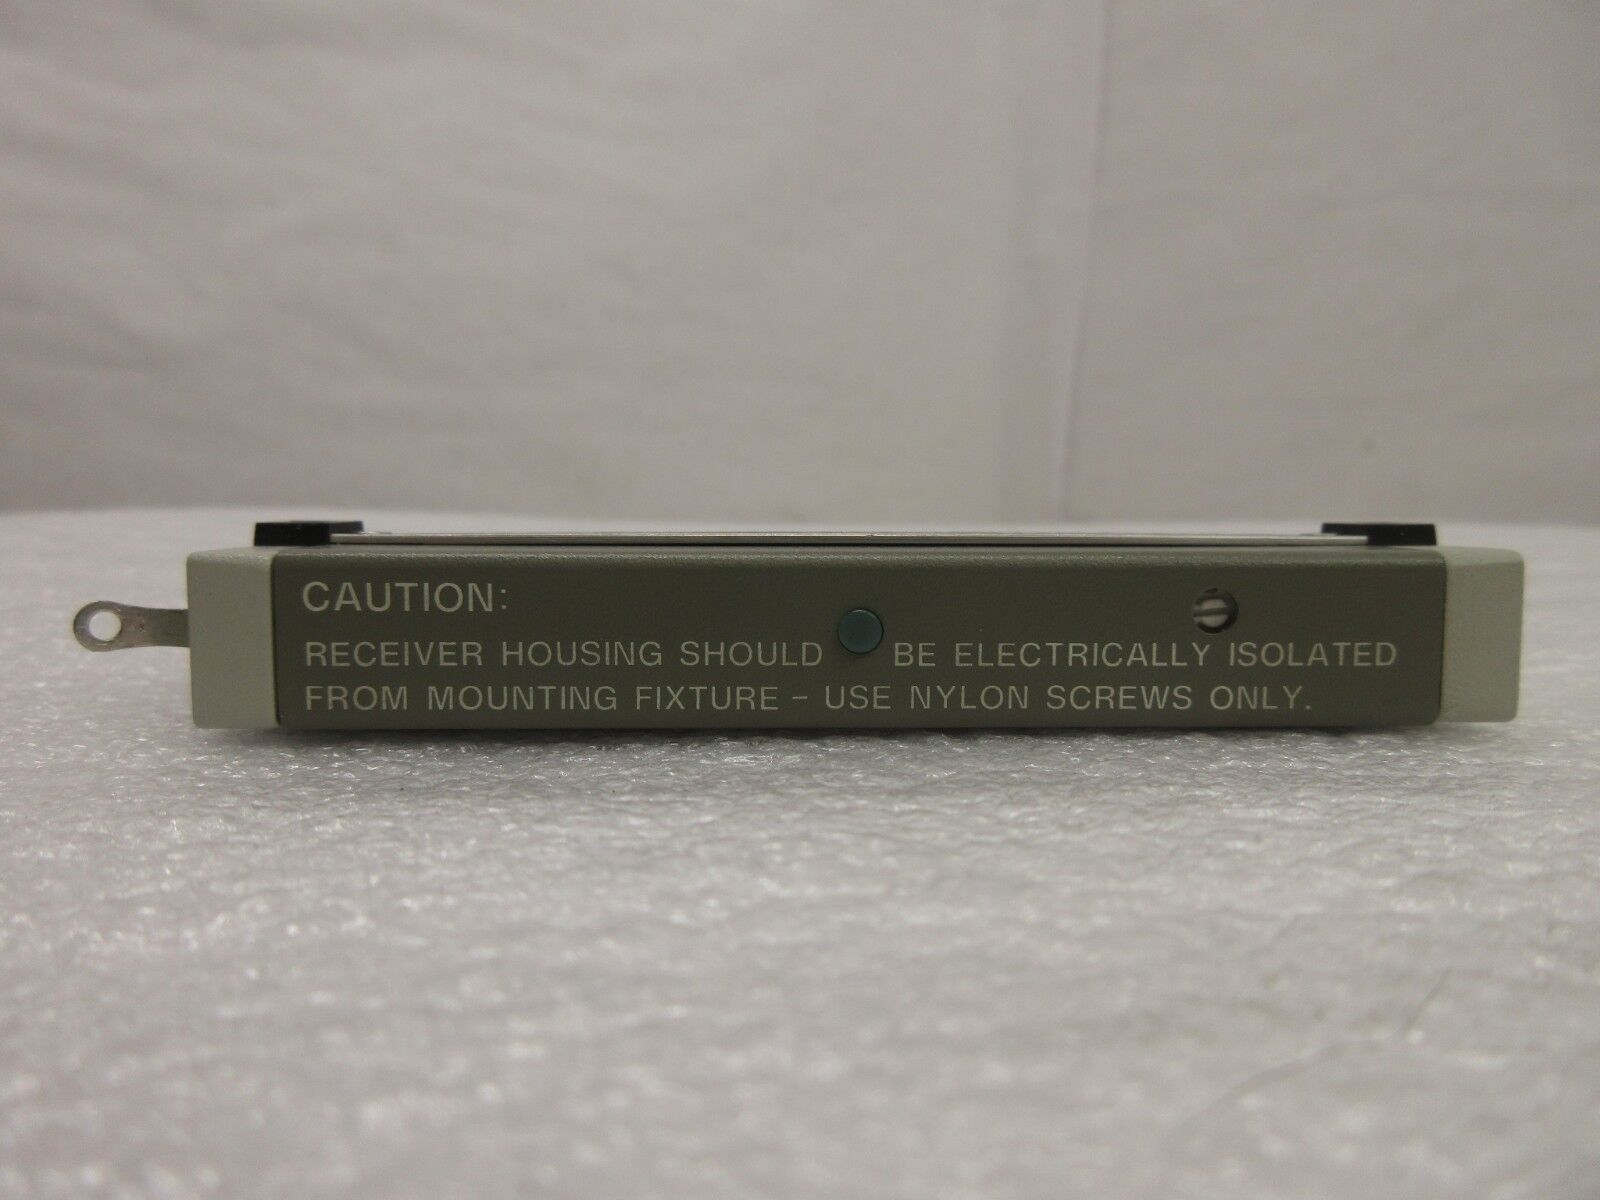 CAUTION:
RECEIVER HOUSING SHOULD BE ELECTRICALLY ISOLATED
FROM MOUNTING FIXTURE – USE NYLON SCREWS ONLY.